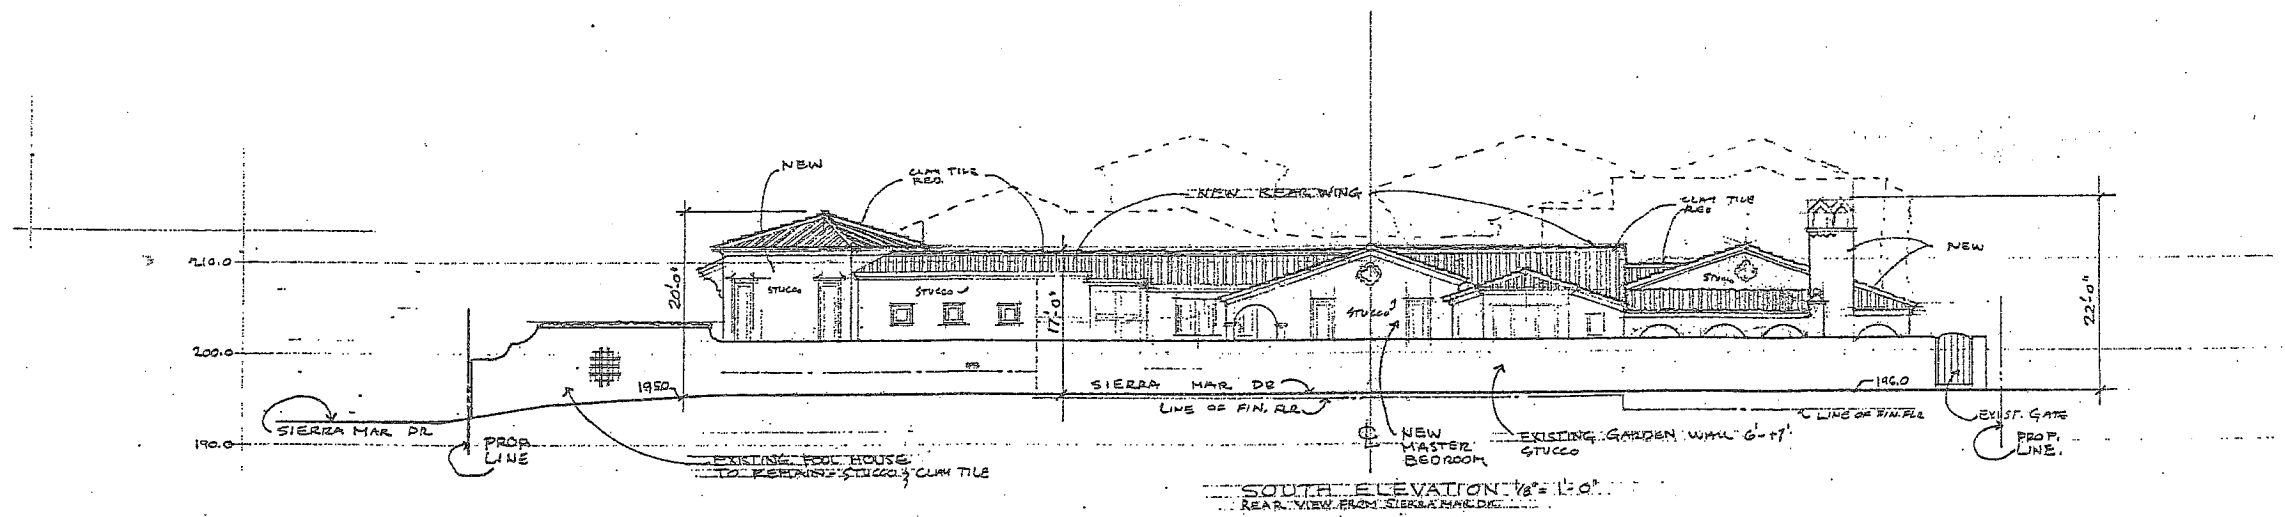 NEW
CLAY TILE
RED.
NEW REAR WING
CLAY TILE
RED
NEW
210.0
20'-0"
STUCCO
STUCCO
17'-0"
STUCCO
STUCCO
22'-0"
200.0
195.0
SIERRA MAR DR
196.0
LINE OF FIN. FLR
LINE OF FIN. FLR
EXIST. GATE
SIERRA MAR DR
190.0
PROP.
LINE
EXISTING POOL HOUSE
TO REMAIN - STUCCO & CLAY TILE
℄
NEW
MASTER
BEDROOM
EXISTING GARDEN WALL 6'-+7'
STUCCO
PROP.
LINE.
SOUTH ELEVATION 1/8" = 1'-0"
REAR VIEW FROM SIERRA MAR DR.